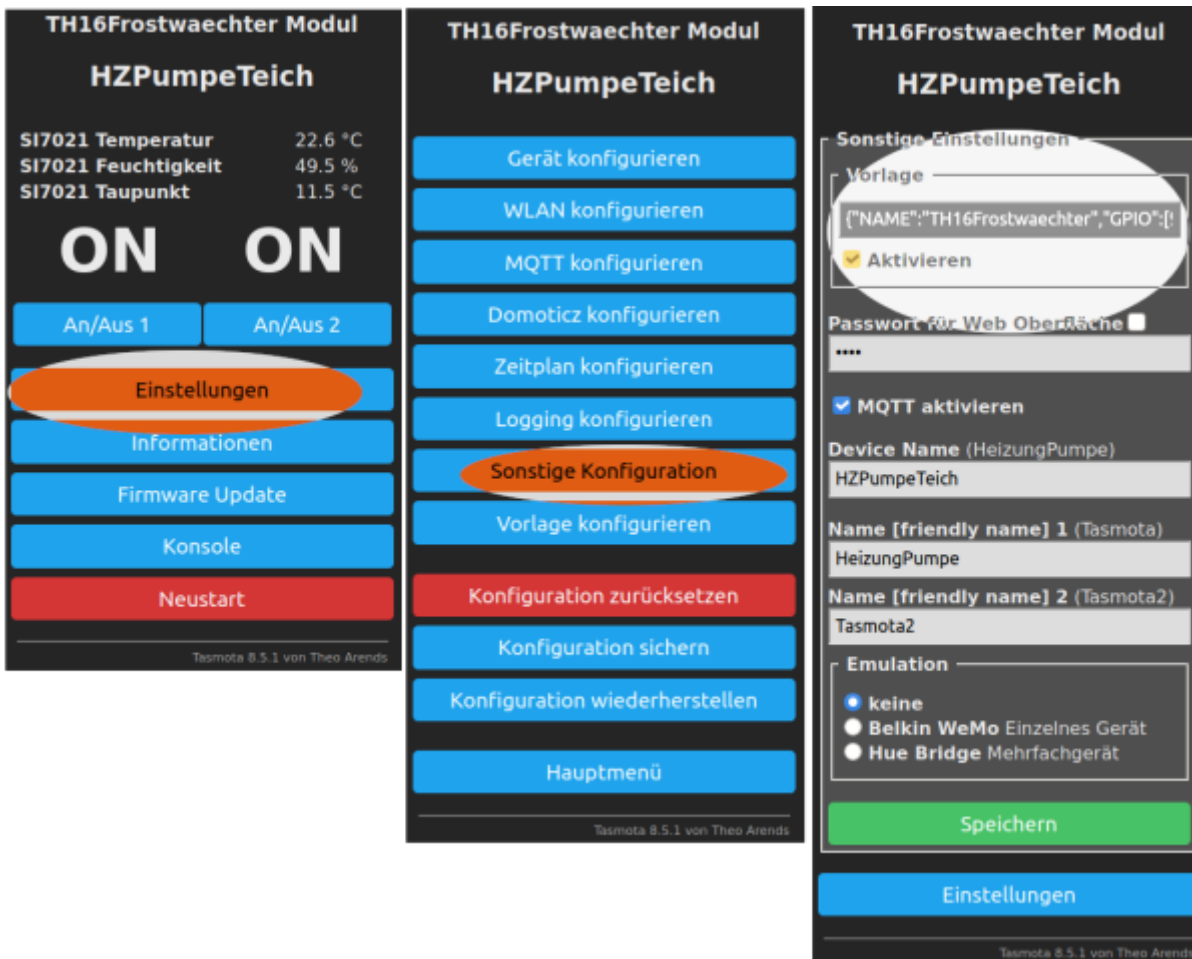 TH16Frostwaechter Modul
HZPumpeTeich
SI7021 Temperatur 22.6 °C
SI7021 Feuchtigkeit 49.5 %
SI7021 Taupunkt 11.5 °C
ON ON
An/Aus 1 An/Aus 2
Einstellungen
Informationen
Firmware Update
Konsole
Neustart
Tasmota 8.5.1 von Theo Arends
TH16Frostwaechter Modul
HZPumpeTeich
Gerät konfigurieren
WLAN konfigurieren
MQTT konfigurieren
Domoticz konfigurieren
Zeitplan konfigurieren
Logging konfigurieren
Sonstige Konfiguration
Vorlage konfigurieren
Konfiguration zurücksetzen
Konfiguration sichern
Konfiguration wiederherstellen
Hauptmenü
Tasmota 8.5.1 von Theo Arends
TH16Frostwaechter Modul
HZPumpeTeich
Sonstige Einstellungen
Vorlage
{"NAME":"TH16Frostwaechter","GPIO":[
Aktivieren
Passwort für Web Oberfläche
••••
MQTT aktivieren
Device Name (HeizungPumpe)
HZPumpeTeich
Name [friendly name] 1 (Tasmota)
HeizungPumpe
Name [friendly name] 2 (Tasmota2)
Tasmota2
Emulation
keine
Belkin WeMo Einzelnes Gerät
Hue Bridge Mehrfachgerät
Speichern
Einstellungen
Tasmota 8.5.1 von Theo Arends